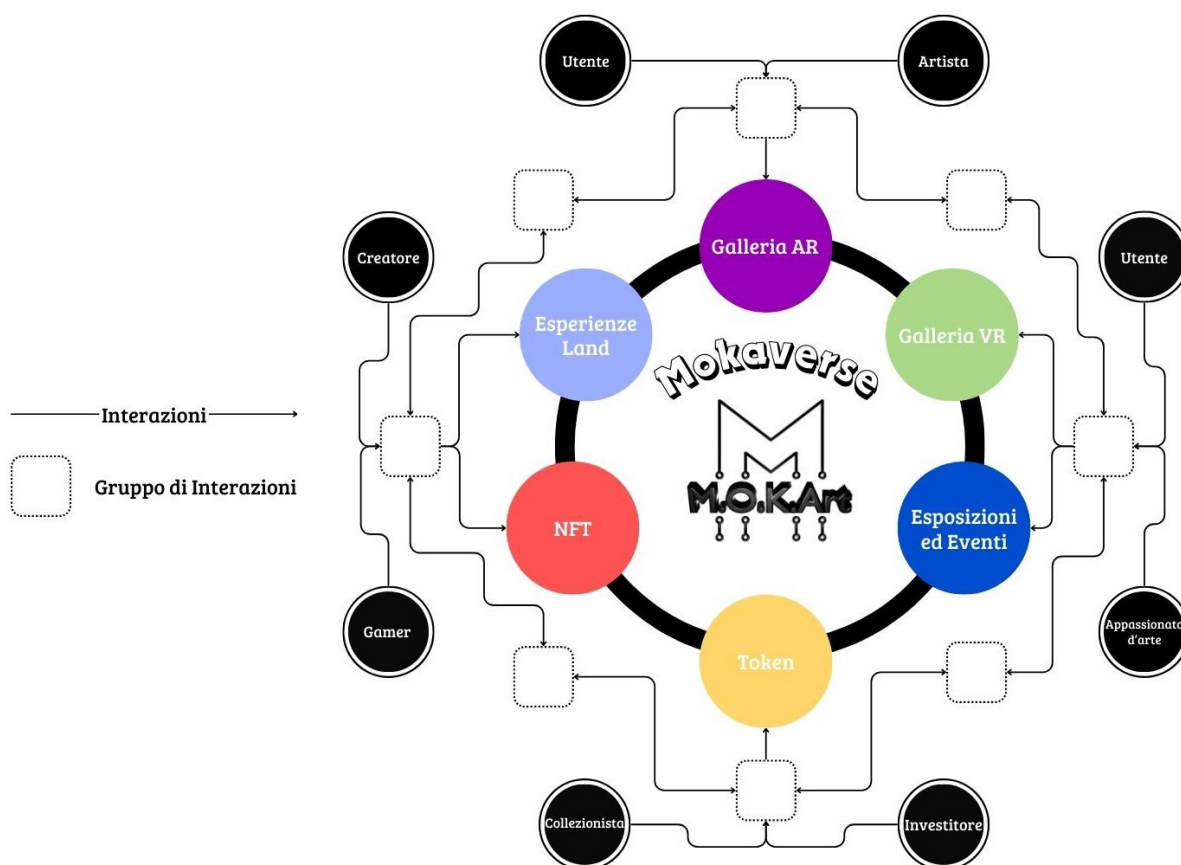 Utente
Artista
Galleria AR
Creatore
Utente
Esperienze
Land
Galleria VR
Mokaverse
Interazioni
M.O.K.Art
Gruppo di Interazioni
NFT
Esposizioni
ed Eventi
Gamer
Appassionato
d'arte
Token
Collezionista
Investitore